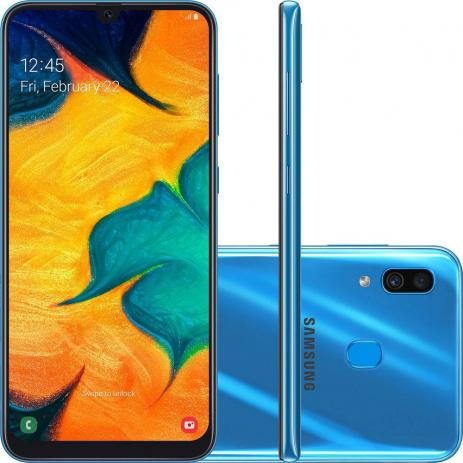 12:45
Fri, February 22
Swipe to unlock
SAMSUNG